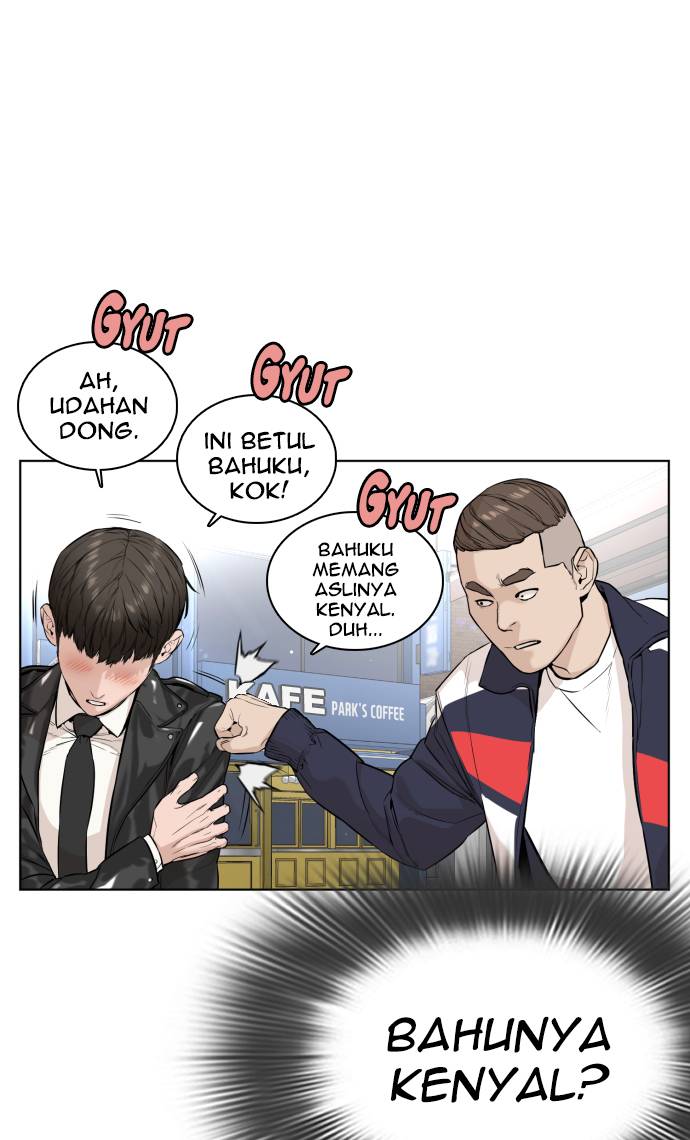 GYUT
AH,
UDAHAN
DONG.
GYUT
INI BETUL
BAHUKU,
KOK!
GYUT
BAHUKU
MEMANG
ASLINYA
KENYAL.
DUH...
KAFE PARK'S COFFEE
BAHUNYA
KENYAL?